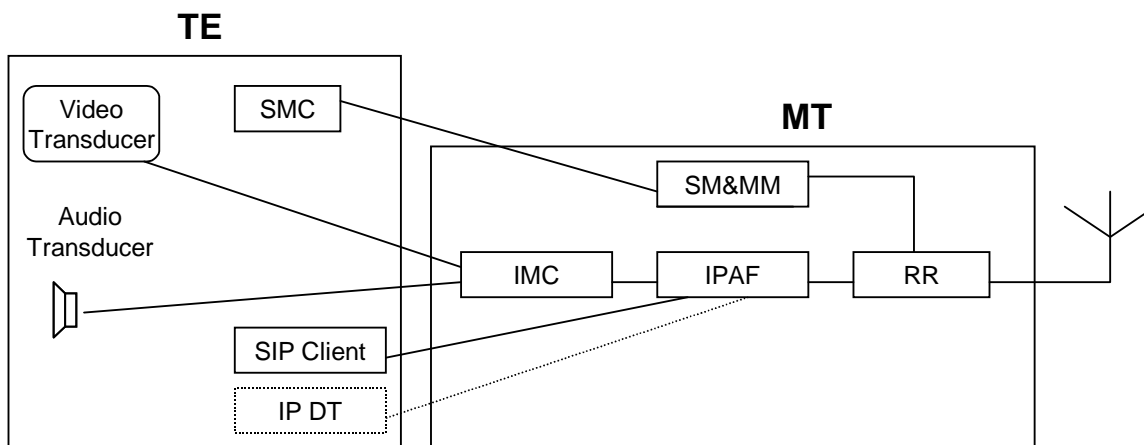 TE
Video
Transducer
SMC
MT
SM&MM
Audio
Transducer
IMC
IPAF
RR
SIP Client
IP DT